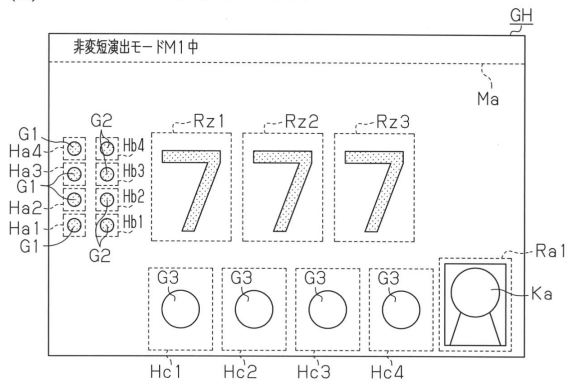 GH
非変短演出モードM1中
Ma
Rz1 Rz2 Rz3
G1 G2
Ha4 Hb4
Ha3 Hb3
G1
Ha2 Hb2
Ha1 Hb1
G1 G2
777
Ra1
G3 G3 G3 G3
Ka
Hc1 Hc2 Hc3 Hc4